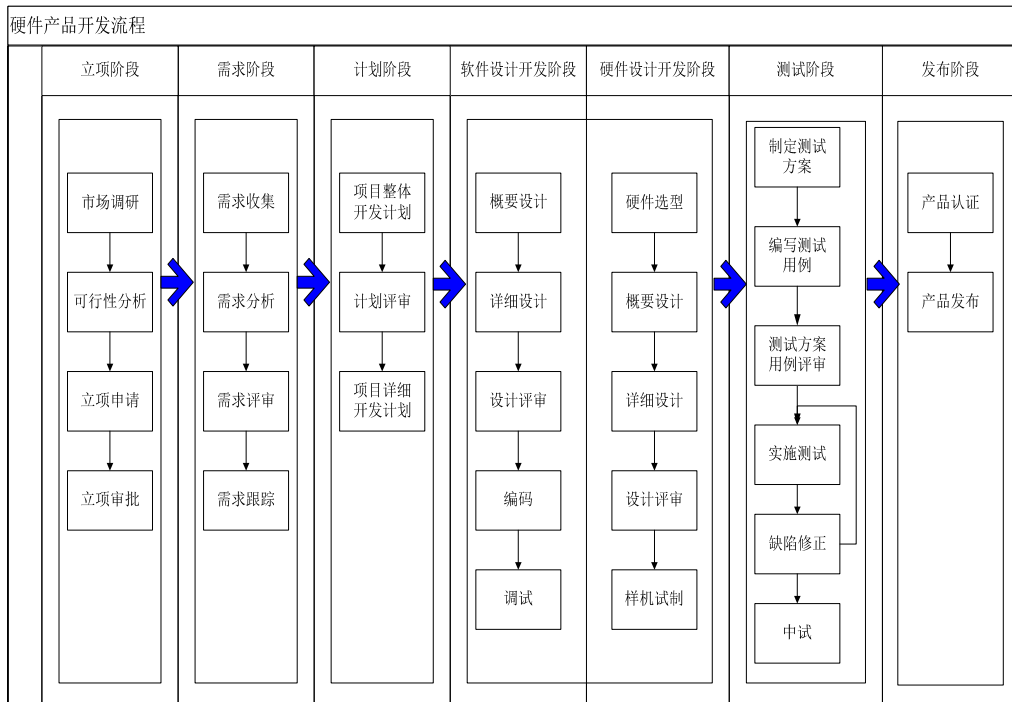 硬件产品开发流程
立项阶段
需求阶段
计划阶段
软件设计开发阶段
硬件设计开发阶段
测试阶段
发布阶段
市场调研
可行性分析
立项申请
立项审批
需求收集
需求分析
需求评审
需求跟踪
项目整体
开发计划
计划评审
项目详细
开发计划
概要设计
详细设计
设计评审
编码
调试
硬件选型
概要设计
详细设计
设计评审
样机试制
制定测试
方案
编写测试
用例
测试方案
用例评审
实施测试
缺陷修正
中试
产品认证
产品发布